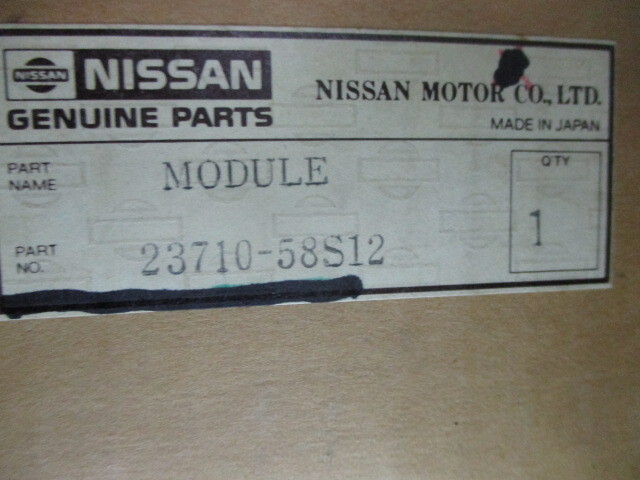 NISSAN NISSAN
GENUINE PARTS
NISSAN MOTOR CO., LTD.
MADE IN JAPAN
PART NAME MODULE
Q'TY
1
PART NO. 23710-58S12